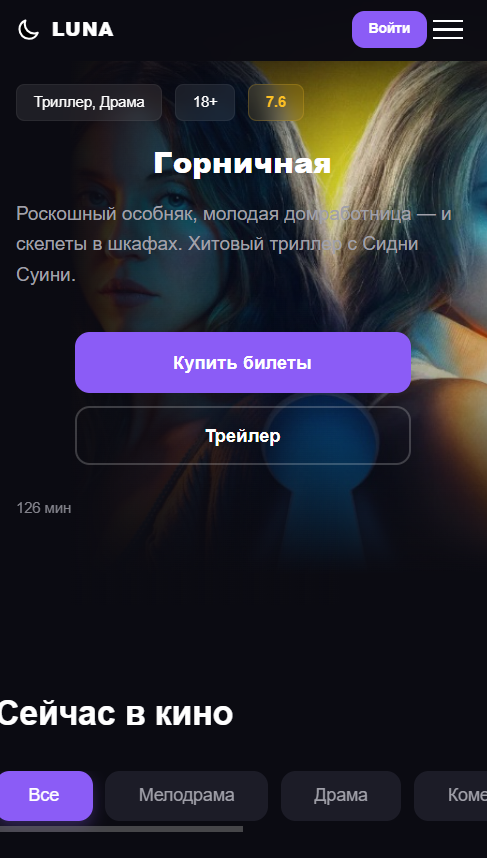 LUNA
Войти
Триллер, Драма
18+
7.6
Горничная
Роскошный особняк, молодая домработница — и
скелеты в шкафах. Хитовый триллер с Сидни
Суини.
Купить билеты
Трейлер
126 мин
Сейчас в кино
Все
Мелодрама
Драма
Коме